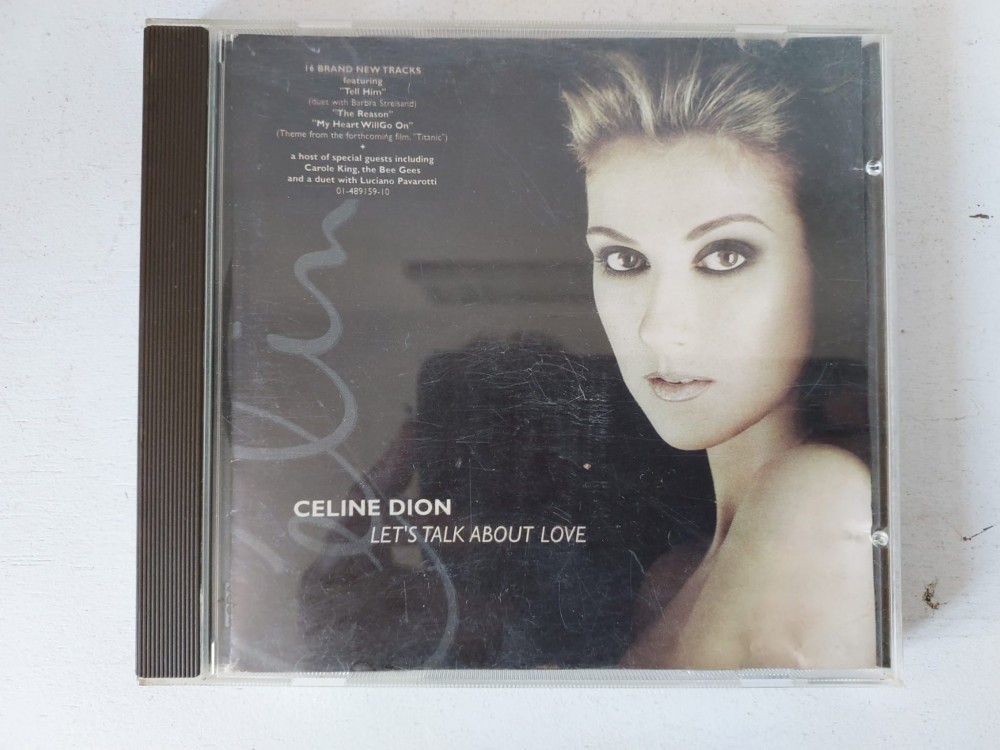 16 BRAND NEW TRACKS
featuring
"Tell Him"
(duet with Barbra Streisand)
"The Reason"
"My Heart WillGo On"
(Theme from the forthcoming film, "Titanic")
+
a host of special guests including
Carole King, the Bee Gees
and a duet with Luciano Pavarotti
01-489159-10
CELINE DION
LET'S TALK ABOUT LOVE